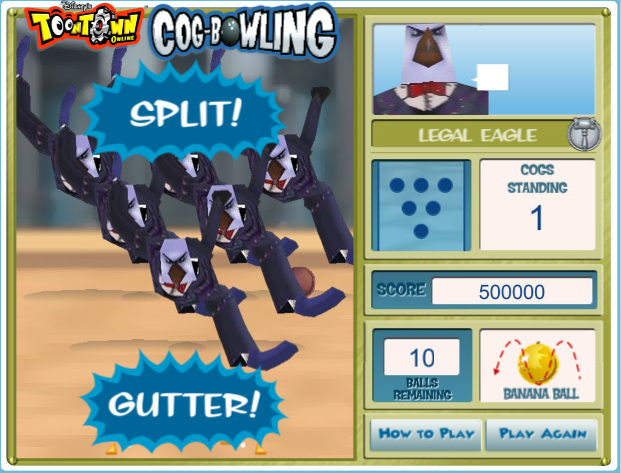 Disney's
TOONTOWN
ONLINE
COG-BOWLING
SPLIT!
GUTTER!
LEGAL EAGLE
COGS
STANDING
1
SCORE 500000
10
BALLS
REMAINING
BANANA BALL
HOW TO PLAY
PLAY AGAIN